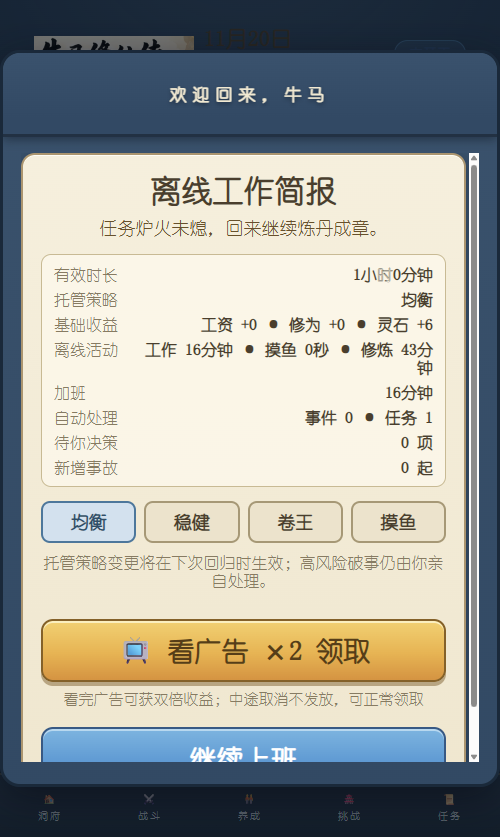 欢迎回来，牛马
离线工作简报
任务炉火未熄，回来继续炼丹成章。
有效时长 1小时0分钟
托管策略 均衡
基础收益 工资 +0 ● 修为 +0 ● 灵石 +6
离线活动 工作 16分钟 ● 摸鱼 0秒 ● 修炼 43分
钟
加班 16分钟
自动处理 事件 0 ● 任务 1
待你决策 0 项
新增事故 0 起
均衡 稳健 卷王 摸鱼
托管策略变更将在下次回归时生效；高风险破事仍由你亲
自处理。
看广告 ×2 领取
看完广告可获双倍收益；中途取消不发放，可正常领取
继续上班
洞府 战斗 养成 挑战 任务